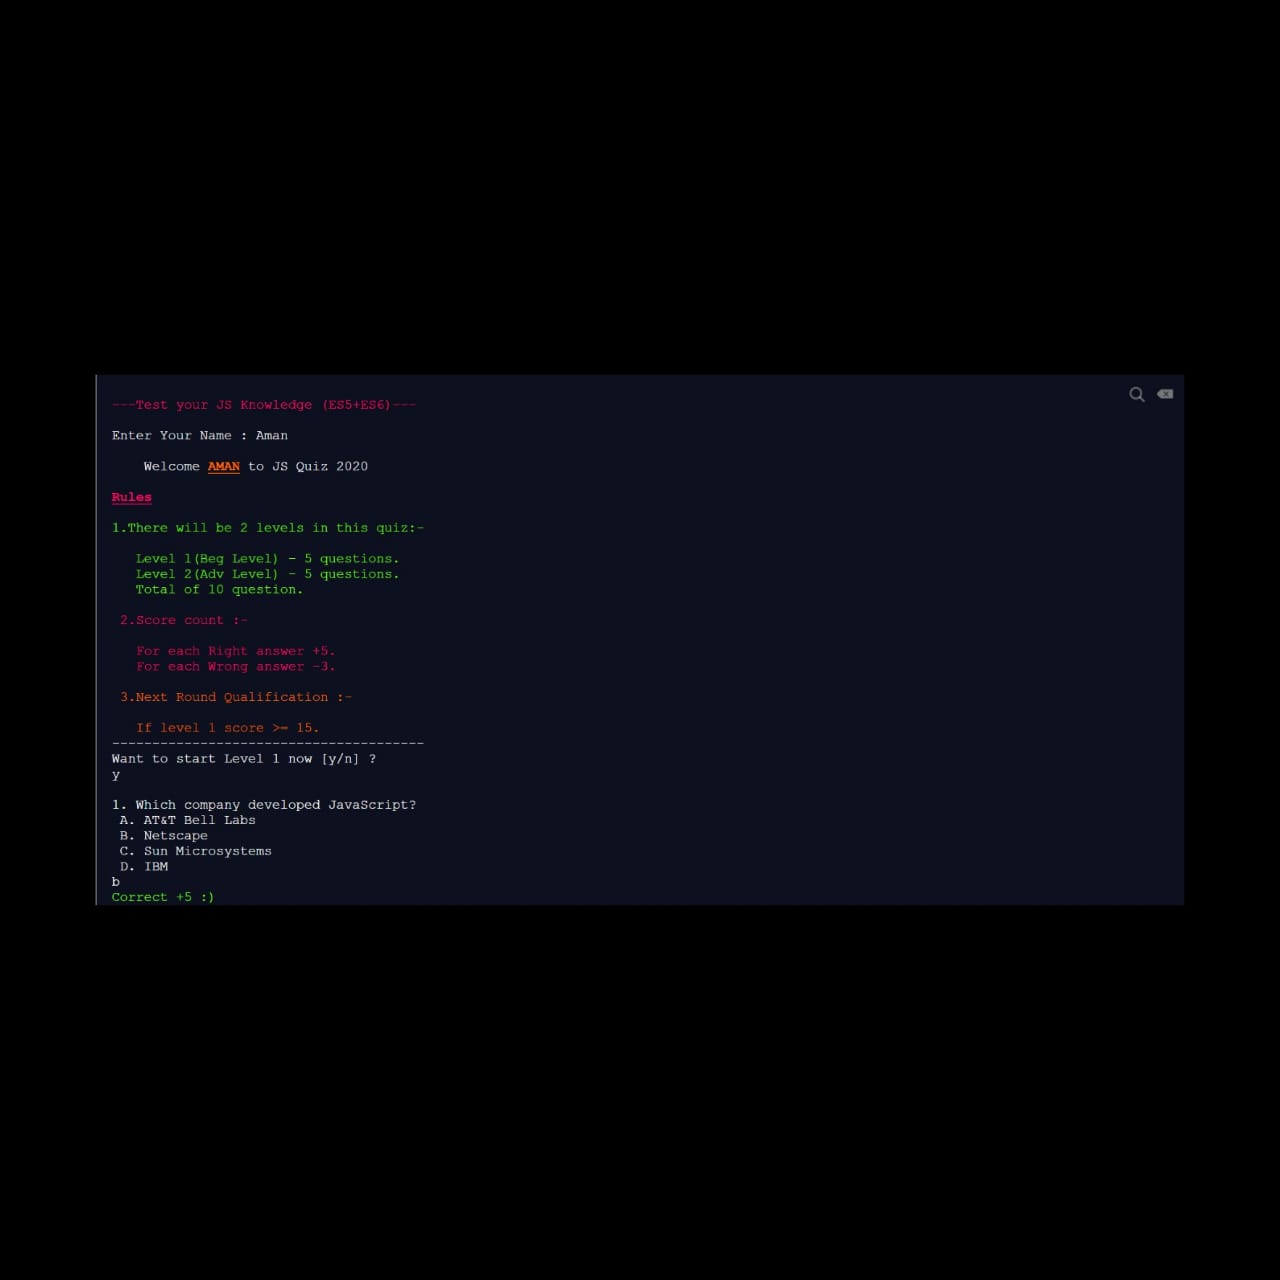 ---Test your JS Knowledge (ES5+ES6)---
Enter Your Name : Aman
Welcome AMAN to JS Quiz 2020
Rules
1.There will be 2 levels in this quiz:-
Level 1(Beg Level) - 5 questions.
Level 2(Adv Level) - 5 questions.
Total of 10 question.
2.Score count :-
For each Right answer +5.
For each Wrong answer -3.
3.Next Round Qualification :-
If level 1 score >= 15.
---------------------------------------
Want to start Level 1 now [y/n] ?
y
1. Which company developed JavaScript?
A. AT&T Bell Labs
B. Netscape
C. Sun Microsystems
D. IBM
b
Correct +5 :)